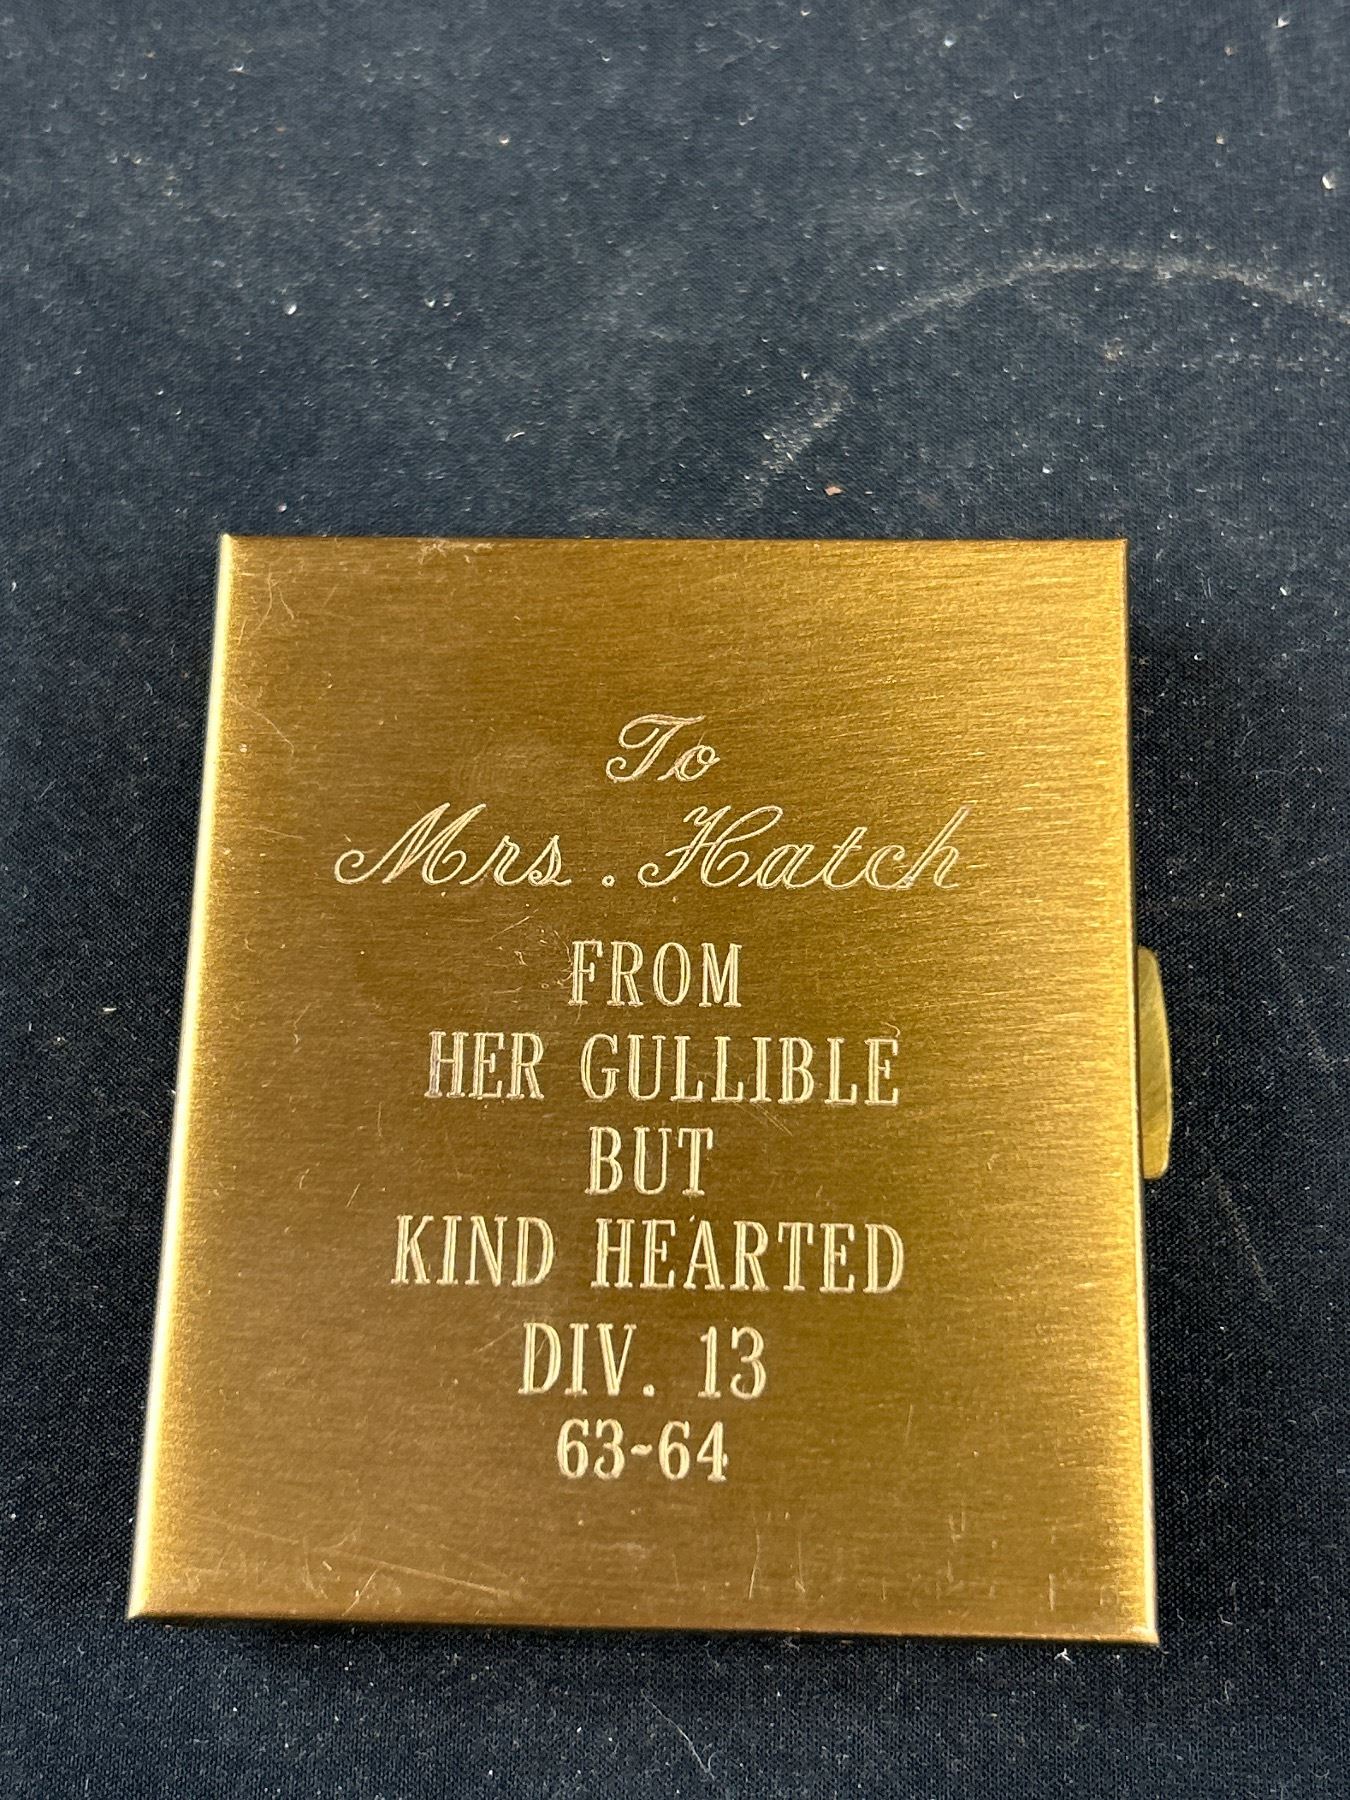 To
Mrs. Hatch
FROM
HER GULLIBLE
BUT
KIND HEARTED
DIV. 13
63-64